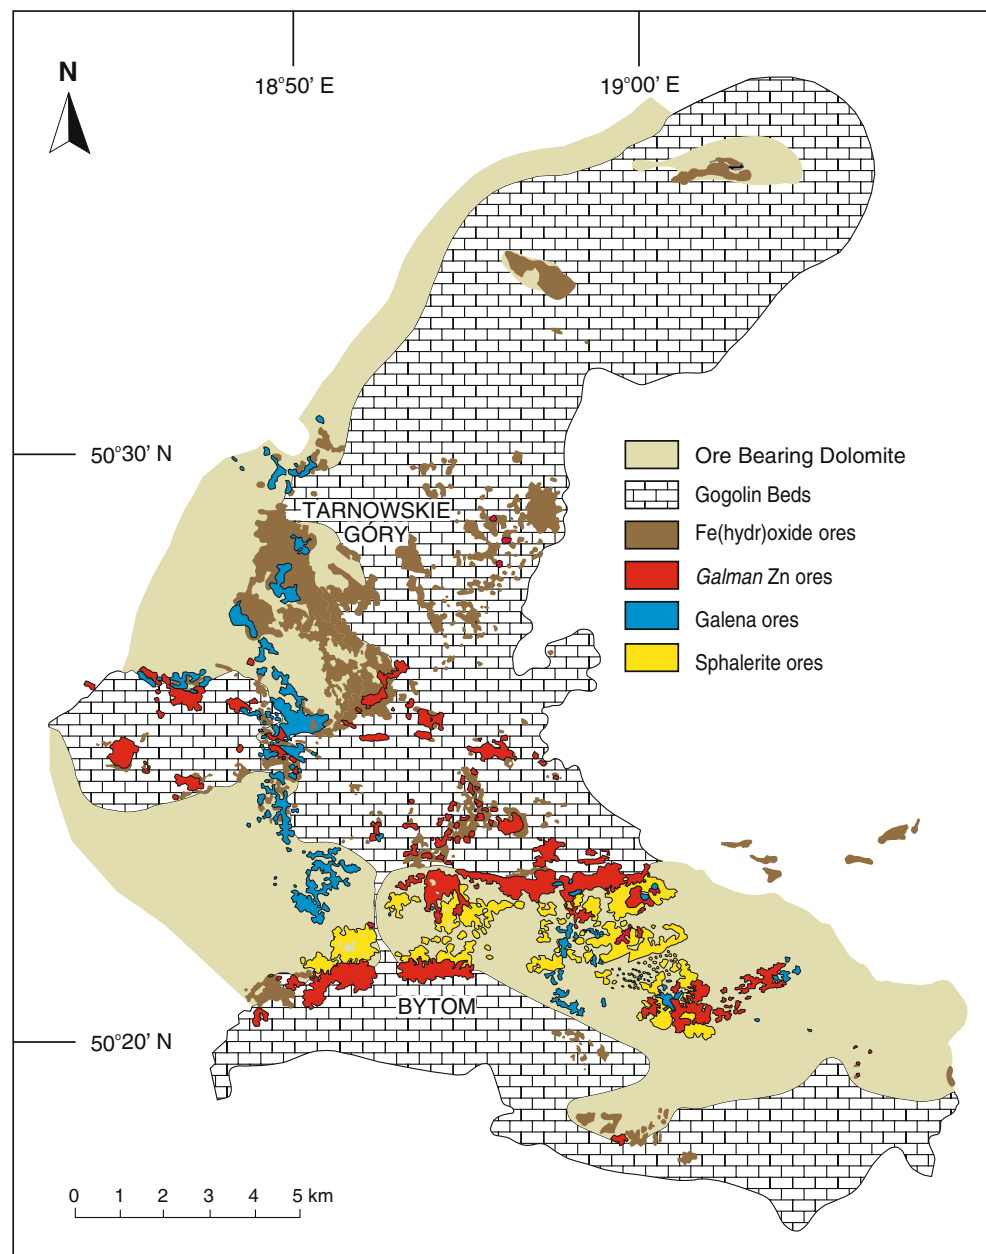 N
18°50' E
19°00' E
50°30' N
TARNOWSKIE
GÓRY
Ore Bearing Dolomite
Gogolin Beds
Fe(hydr)oxide ores
Galman Zn ores
Galena ores
Sphalerite ores
BYTOM
50°20' N
0 1 2 3 4 5 km